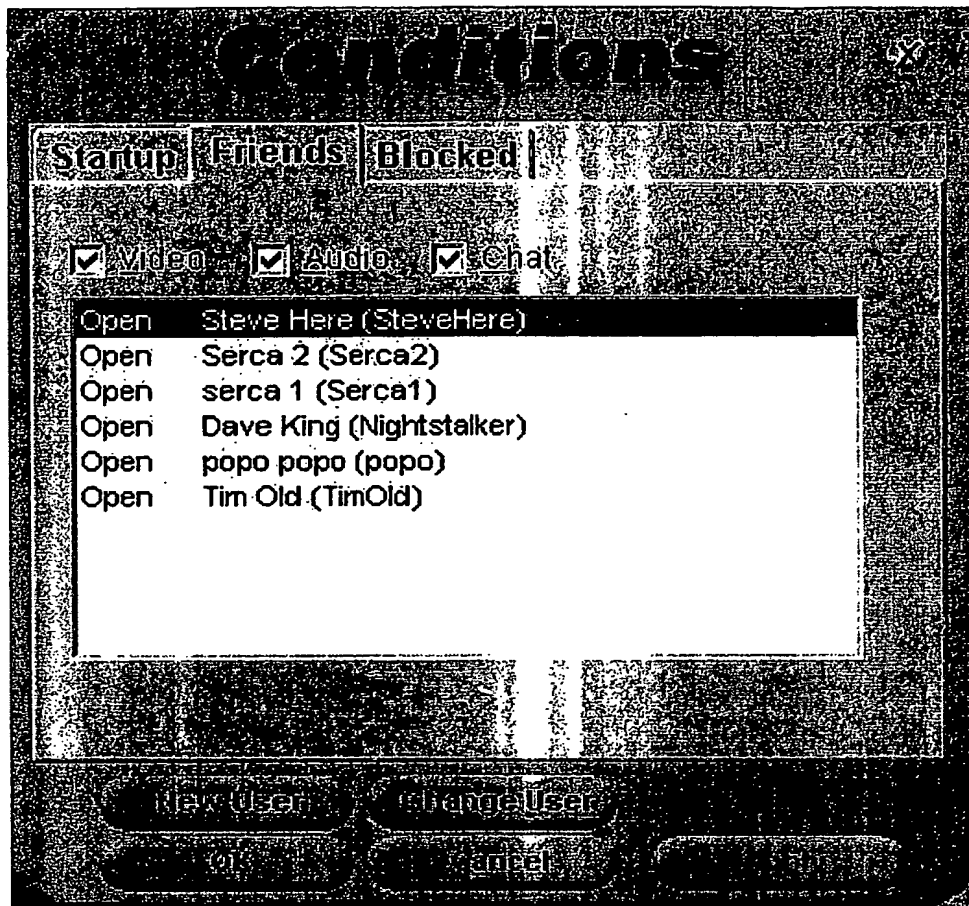 Conditions
Startup Friends Blocked
Video Audio Chat
Open Steve Here (SteveHere)
Open Serca 2 (Serca2)
Open serca 1 (Serca1)
Open Dave King (Nightstalker)
Open popo popo (popo)
Open Tim Old (TimOld)
New User Change User
Ok Cancel